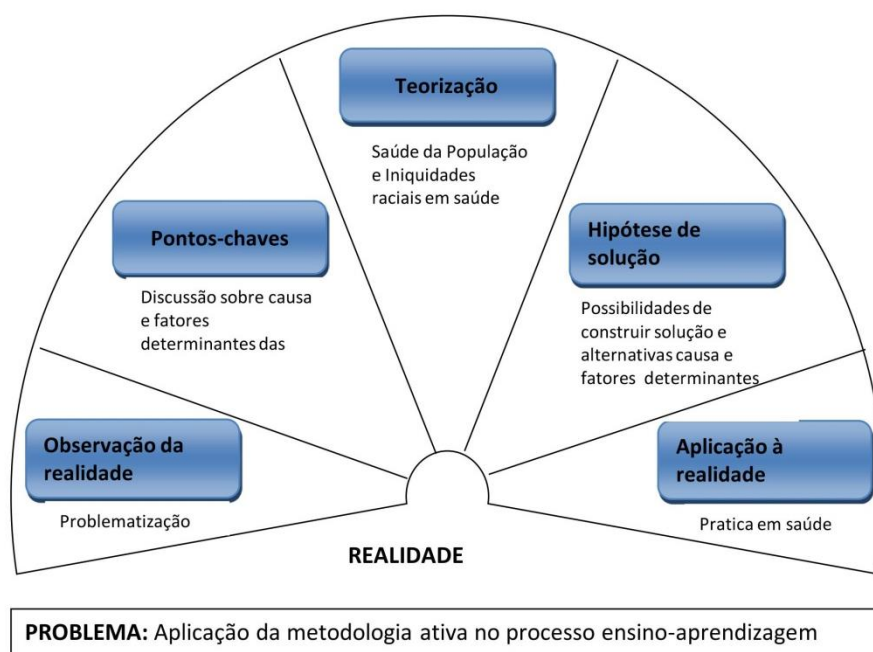 Teorização
Saúde da População
e Iniquidades
raciais em saúde
Pontos-chaves
Discussão sobre causa
e fatores
determinantes das
Hipótese de
solução
Possibilidades de
construir solução e
alternativas causa e
fatores determinantes
Observação da
realidade
Problematização
Aplicação à
realidade
Pratica em saúde
REALIDADE
PROBLEMA: Aplicação da metodologia ativa no processo ensino-aprendizagem